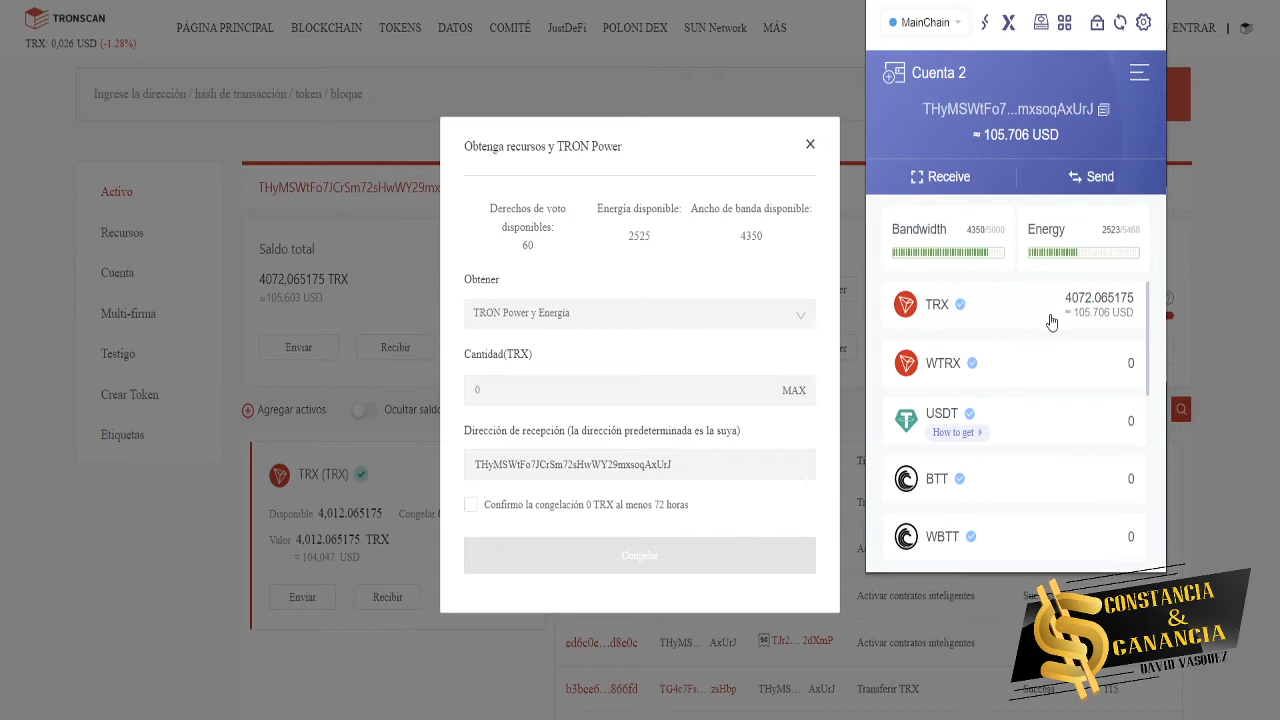 TRONSCAN
TRX: 0,026 USD (-1.28%)
PÁGINA PRINCIPAL
BLOCKCHAIN
TOKENS
DATOS
COMITÉ
JustDeFi
POLONI DEX
SUN Network
MÁS
/ ENTRAR
Ingrese la dirección / hash de transacción / token / bloque
Activo
Recursos
Cuenta
Multi-firma
Testigo
Crear Token
Etiquetas
THyMSWtFo7JCrSm72sHwWY29mx
Saldo total
4072,065175 TRX
≈105,603 USD
Enviar
Recibir
Agregar activos
Ocultar saldo
TRX (TRX)
Disponible 4,012.065175 Congelar
Valor 4,012.065175 TRX
≈ 104,047 USD
Enviar
Recibir
Obtenga recursos y TRON Power
Derechos de voto
disponibles:
60
Energía disponible:
2525
Ancho de banda disponible:
4350
Obtener
TRON Power y Energía
Cantidad(TRX)
0
MAX
Dirección de recepción (la dirección predeterminada es la suya)
THyMSWtFo7JCrSm72sHwWY29mxsoqAxUrJ
Confirmo la congelación 0 TRX al menos 72 horas
Congelar
MainChain
Cuenta 2
THyMSWtFo7...mxsoqAxUrJ
≈ 105.706 USD
Receive
Send
Bandwidth 4350/5000
Energy 2523/5468
TRX
4072.065175
≈ 105.706 USD
WTRX 0
USDT
How to get
0
BTT 0
WBTT 0
Activar contratos inteligentes
ed6c0e... d8e0c THyMS... AxUrJ TJr2... 2dXmP Activar contratos inteligentes
b3bce6... 866fd TG4c7Fs... zsHbp THyMS... AxUrJ Transferir TRX Success 115
CONSTANCIA
&
GANANCIA
DAVID VASQUEZ